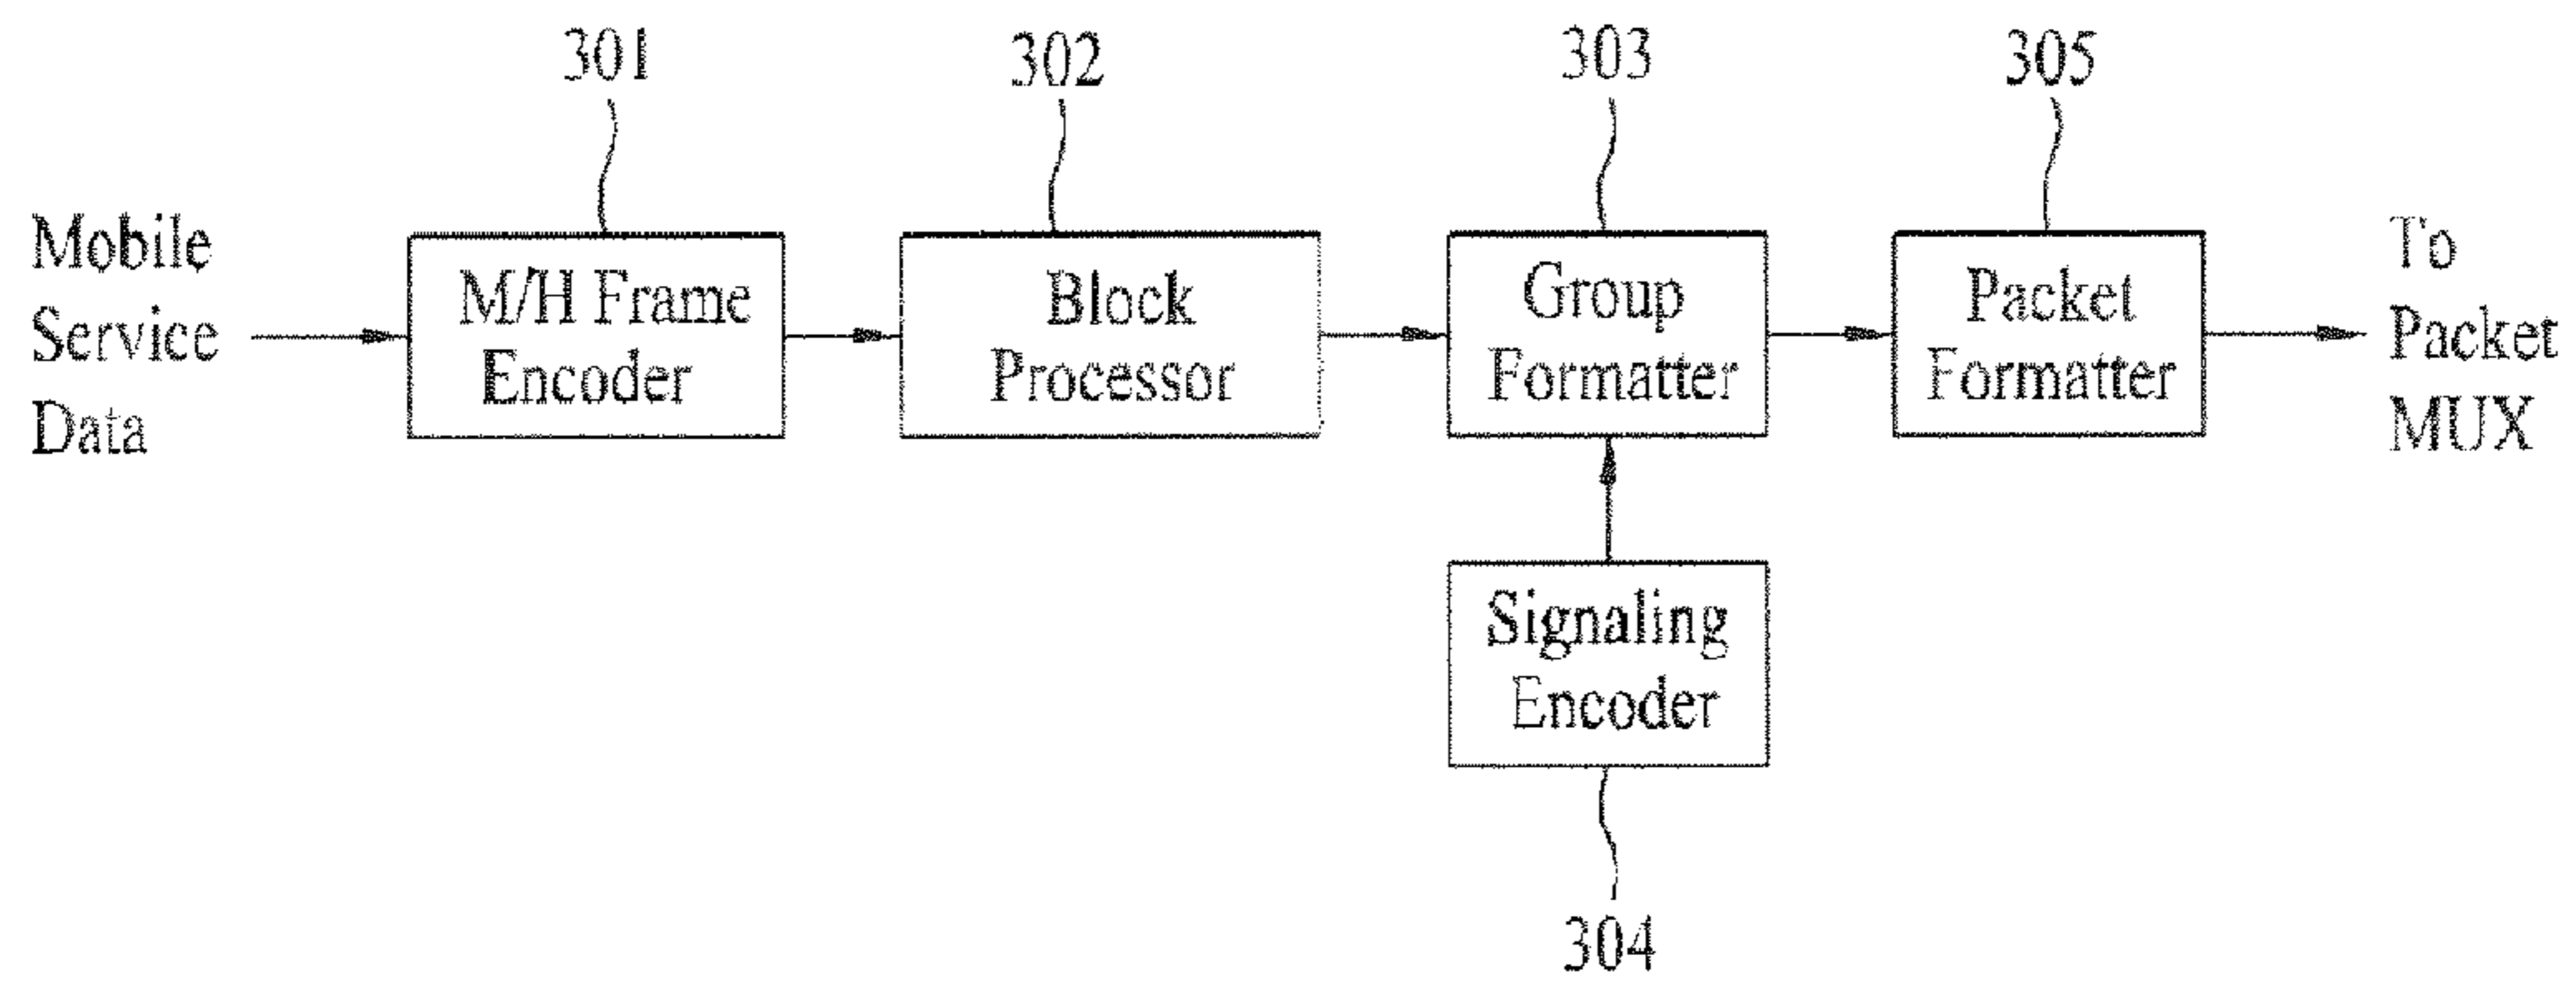 301
302
303
305
Mobile
Service
Data
M/H Frame
Encoder
Block
Processor
Group
Formatter
Packet
Formatter
To
Packet
MUX
Signaling
Encoder
304